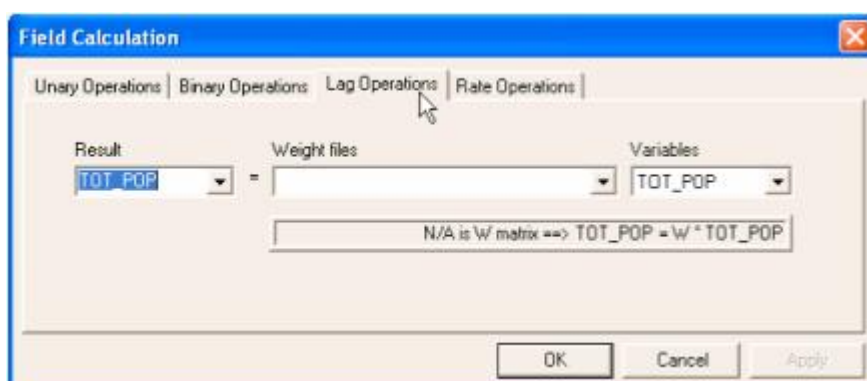 Field Calculation
Unary Operations Binary Operations Lag Operations Rate Operations
Result Weight files Variables
TOT_POP = TOT_POP
N/A is W matrix ==> TOT_POP = W * TOT_POP
OK Cancel Apply